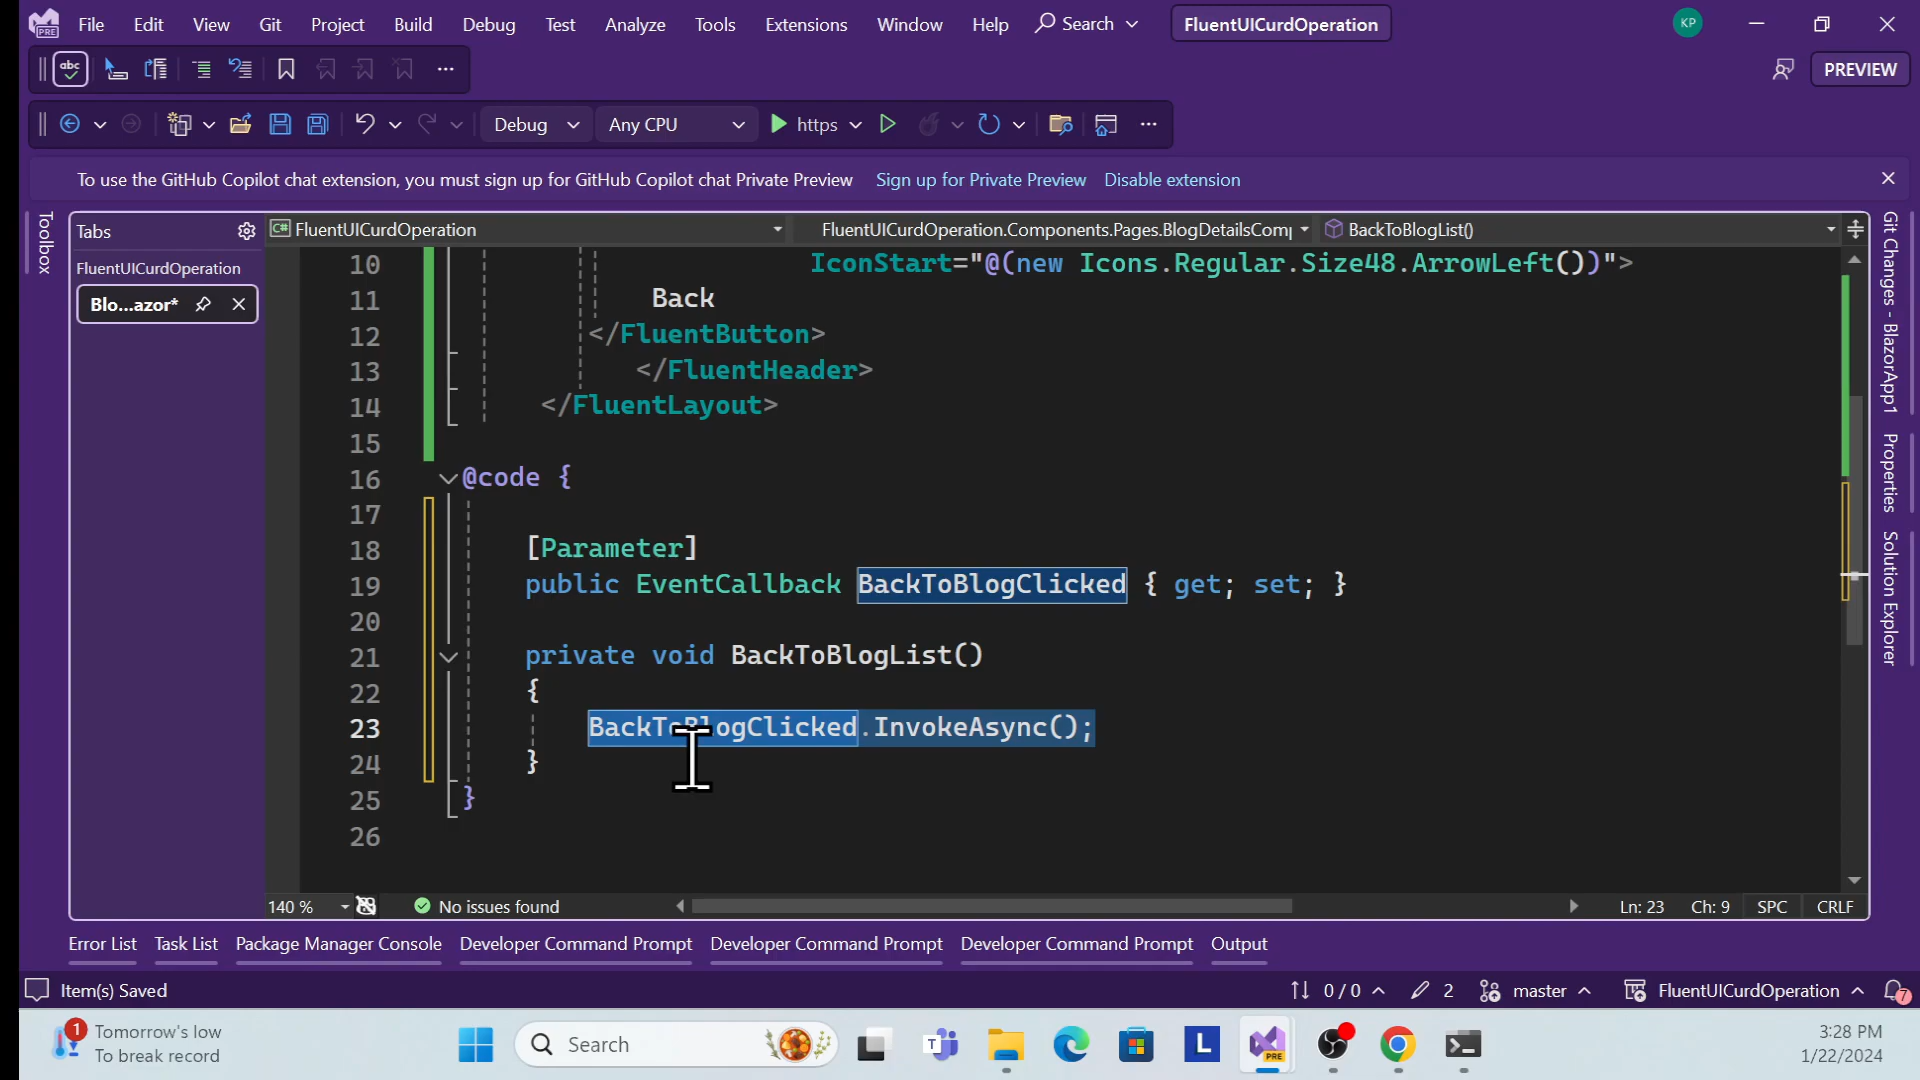 File Edit View Git Project Build Debug Test Analyze Tools Extensions Window Help Search FluentUICurdOperation KP
PRE
abc PREVIEW
Debug Any CPU https
To use the GitHub Copilot chat extension, you must sign up for GitHub Copilot chat Private Preview Sign up for Private Preview Disable extension
Toolbox
Tabs
FluentUICurdOperation
Blo...azor*
FluentUICurdOperation FluentUICurdOperation.Components.Pages.BlogDetailsComp BackToBlogList()
10 IconStart="@(new Icons.Regular.Size48.ArrowLeft())">
11 Back
12 </FluentButton>
13 </FluentHeader>
14 </FluentLayout>
15
16 @code {
17
18 [Parameter]
19 public EventCallback BackToBlogClicked { get; set; }
20
21 private void BackToBlogList()
22 {
23 BackToBlogClicked.InvokeAsync();
24 }
25 }
26
Git Changes - BlazorApp1
Properties
Solution Explorer
140 % No issues found Ln: 23 Ch: 9 SPC CRLF
Error List Task List Package Manager Console Developer Command Prompt Developer Command Prompt Developer Command Prompt Output
Item(s) Saved 0 / 0 2 master FluentUICurdOperation 7
1 Tomorrow's low
To break record
Search
T
L
PRE
3:28 PM
1/22/2024